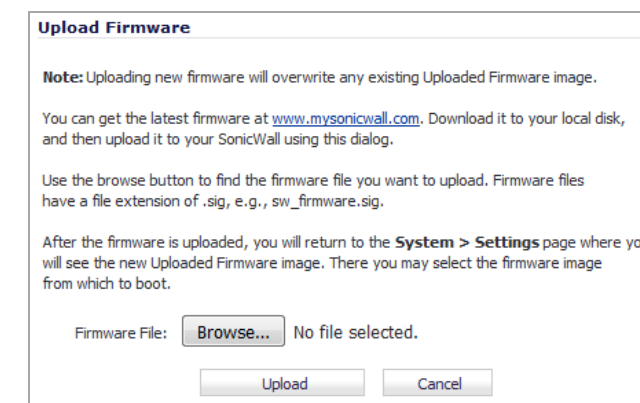 Upload Firmware
Note: Uploading new firmware will overwrite any existing Uploaded Firmware image.
You can get the latest firmware at www.mysonicwall.com. Download it to your local disk,
and then upload it to your SonicWall using this dialog.
Use the browse button to find the firmware file you want to upload. Firmware files
have a file extension of .sig, e.g., sw_firmware.sig.
After the firmware is uploaded, you will return to the System > Settings page where yo
will see the new Uploaded Firmware image. There you may select the firmware image
from which to boot.
Firmware File: Browse... No file selected.
Upload Cancel